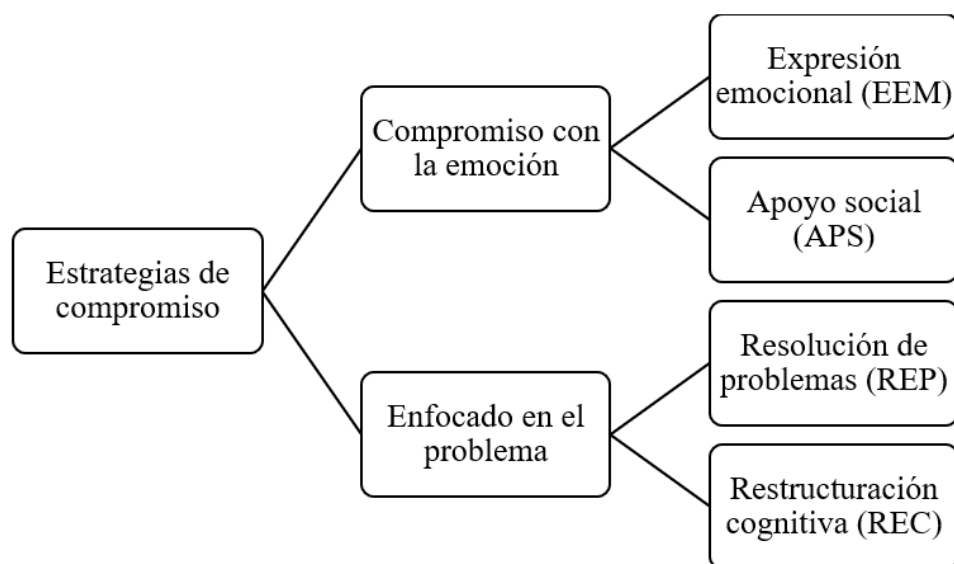 Estrategias de
compromiso
Compromiso con
la emoción
Expresión
emocional (EEM)
Apoyo social
(APS)
Enfocado en el
problema
Resolución de
problemas (REP)
Restructuración
cognitiva (REC)